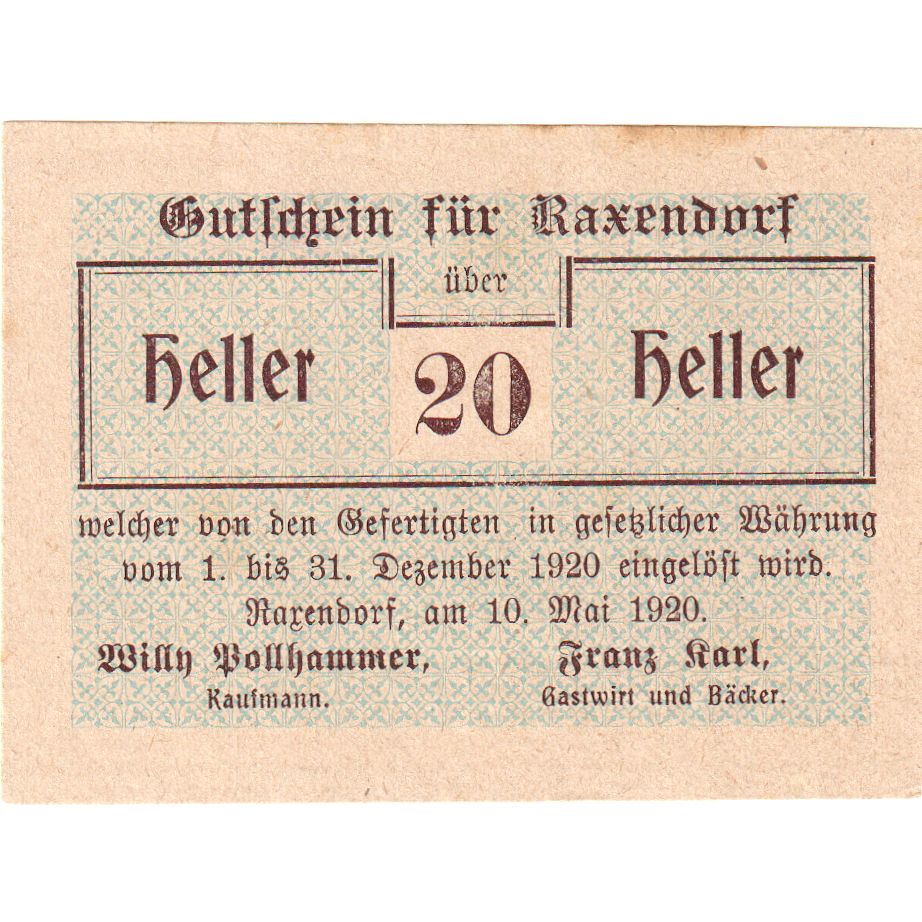 Gutschein für Raxendorf
über
Heller 20 Heller
welcher von den Gefertigten in gesetzlicher Währung
vom 1. bis 31. Dezember 1920 eingelöst wird.
Raxendorf, am 10. Mai 1920.
Willy Pollhammer, Franz Karl,
Kaufmann. Gastwirt und Bäcker.